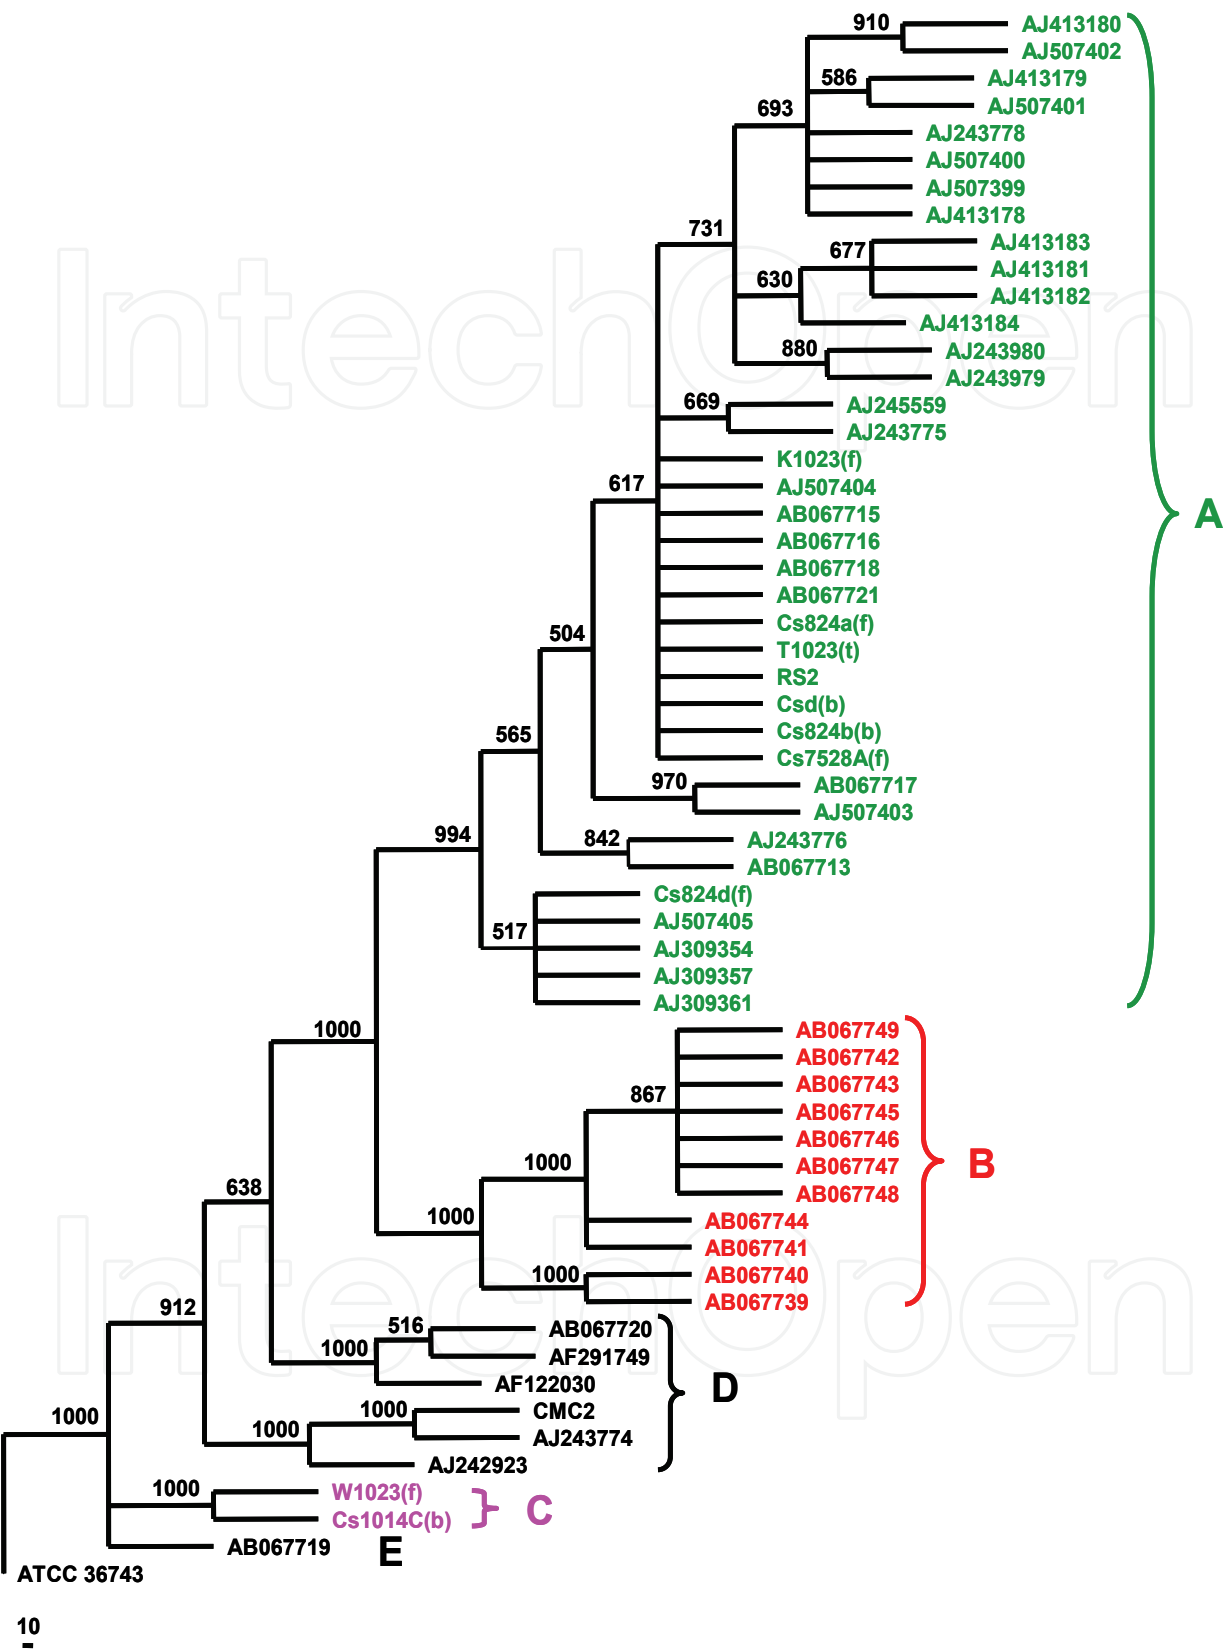 910
AJ413180
AJ507402
586
AJ413179
AJ507401
693
AJ243778
AJ507400
AJ507399
AJ413178
731
677
AJ413183
AJ413181
AJ413182
630
AJ413184
880
AJ243980
AJ243979
669
AJ245559
AJ243775
K1023(f)
617
AJ507404
AB067715
A
AB067716
AB067718
AB067721
Cs824a(f)
504
T1023(t)
RS2
Csd(b)
565
Cs824b(b)
Cs7528A(f)
970
AB067717
AJ507403
994
842
AJ243776
AB067713
Cs824d(f)
AJ507405
517
AJ309354
AJ309357
AJ309361
1000
AB067749
AB067742
AB067743
867
AB067745
AB067746
1000
AB067747
B
638
AB067748
1000
AB067744
AB067741
1000
AB067740
AB067739
912
516
AB067720
1000
AF291749
AF122030
D
1000
1000
CMC2
1000
AJ243774
AJ242923
1000
W1023(f)
C
Cs1014C(b)
AB067719
E
ATCC 36743
10
IntechOpen
IntechOpen